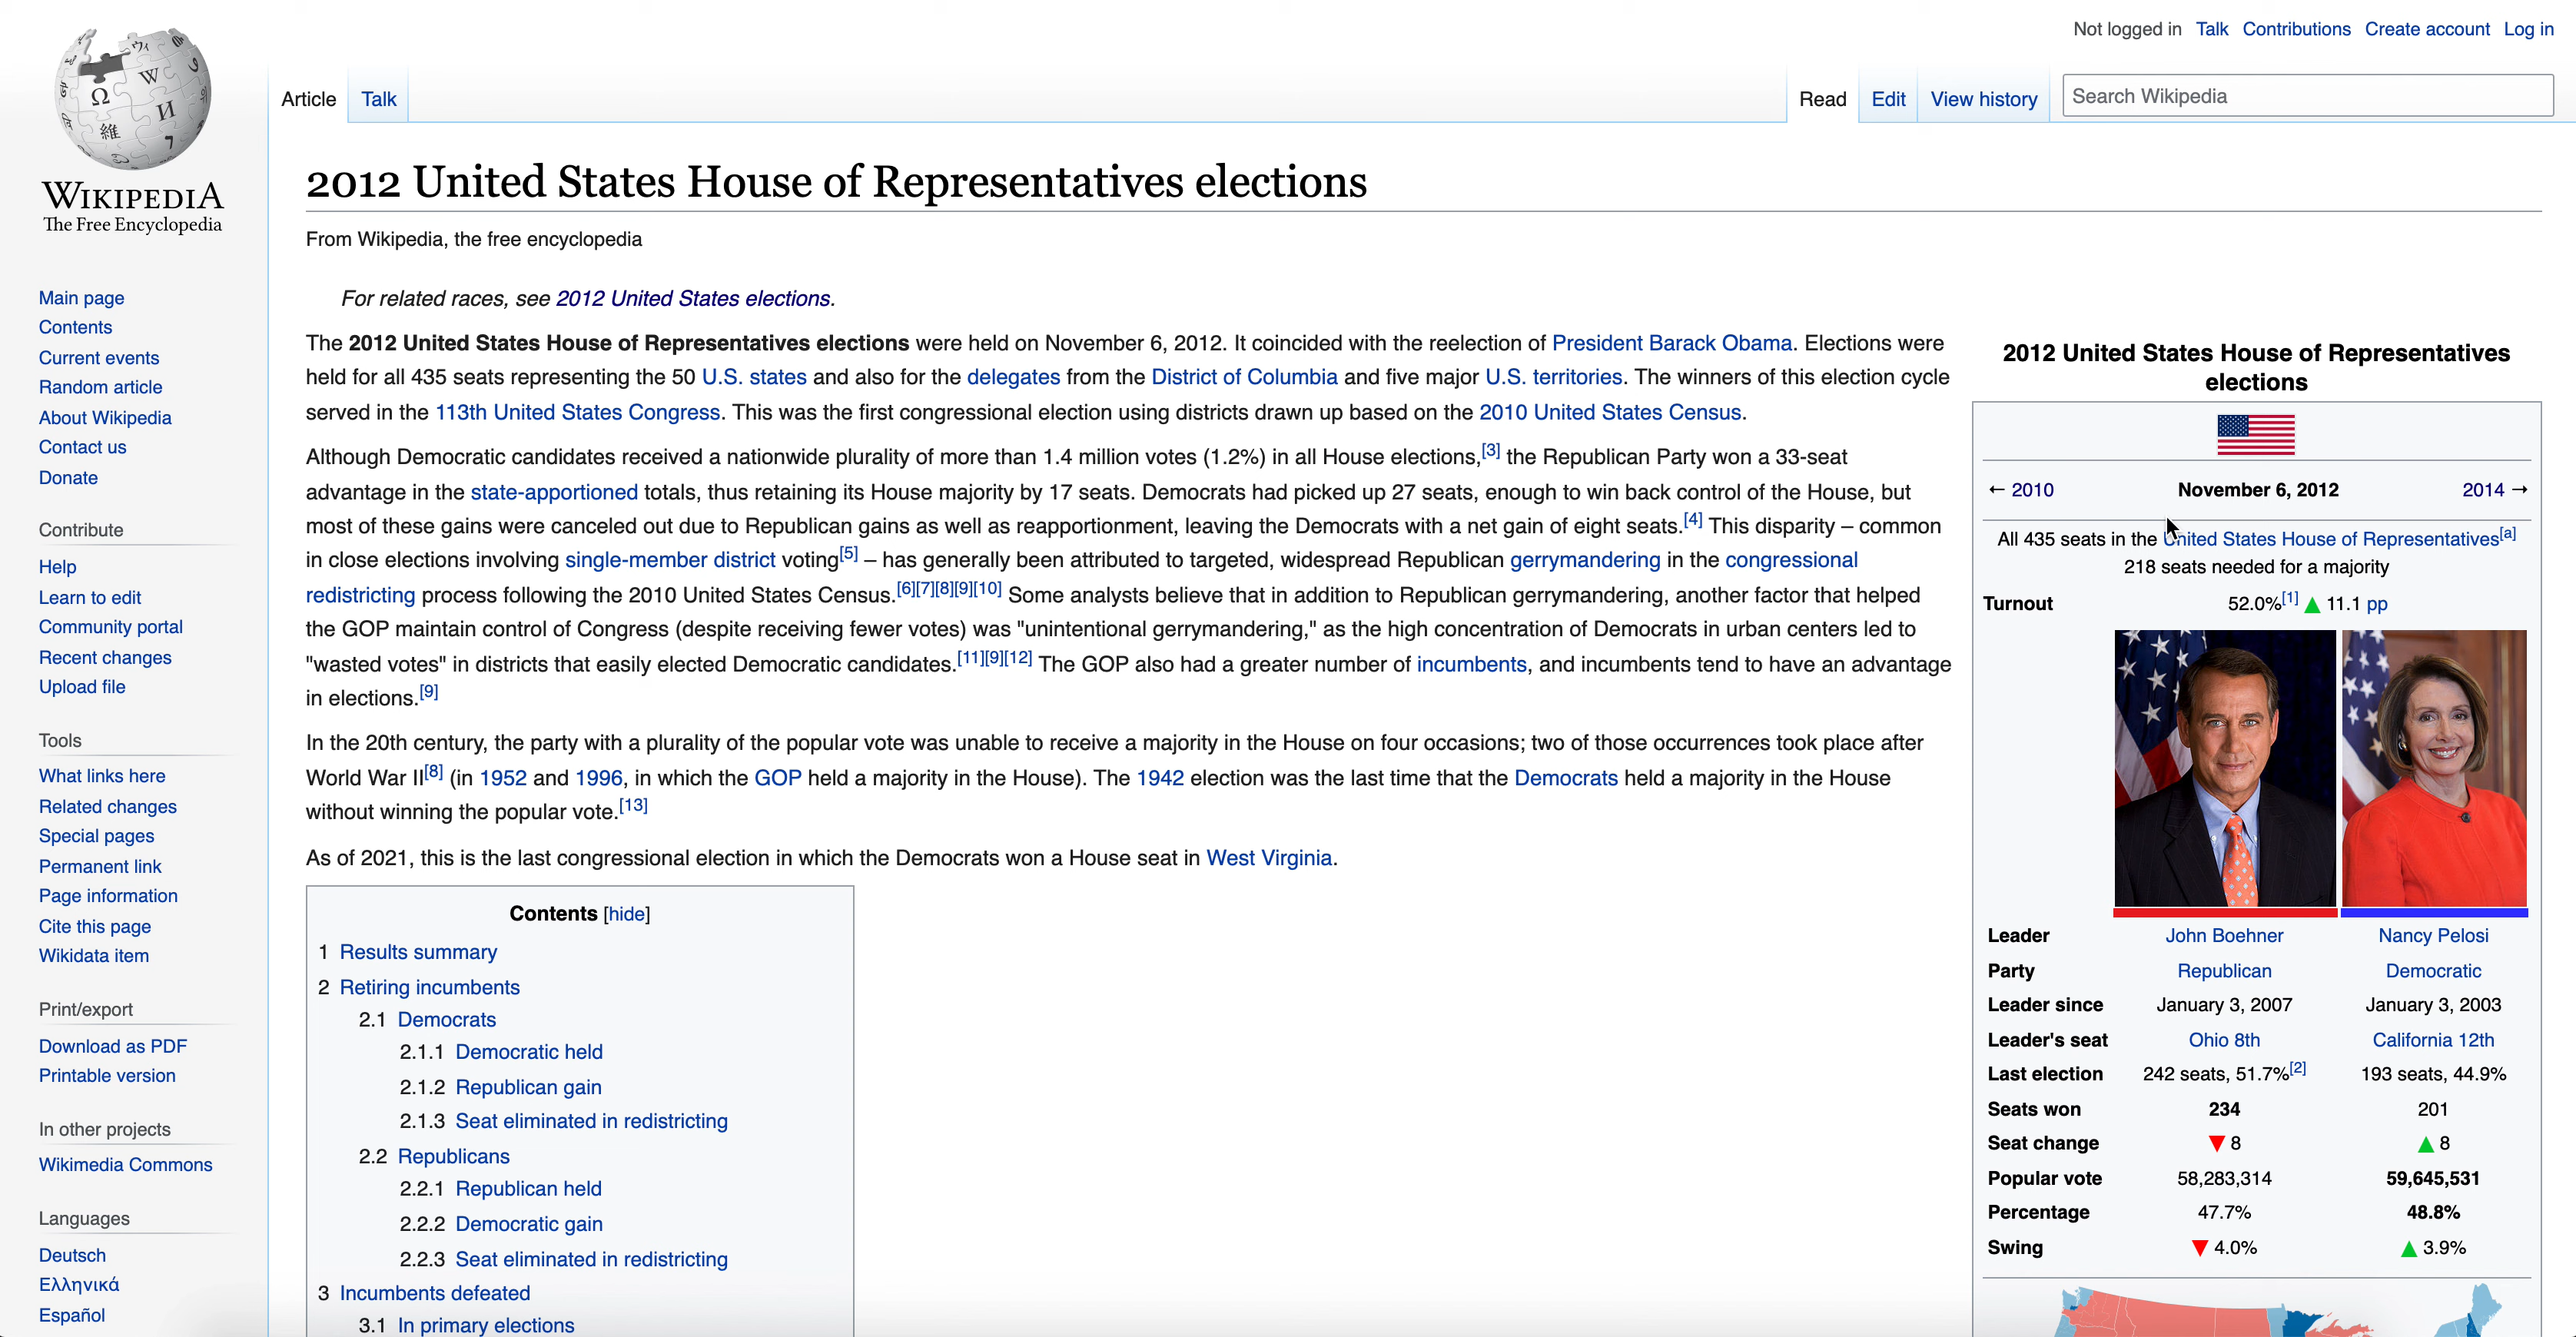 Not logged in Talk Contributions Create account Log in
Article Talk Read Edit View history Search Wikipedia
WIKIPEDIA
The Free Encyclopedia
Main page
Contents
Current events
Random article
About Wikipedia
Contact us
Donate
Contribute
Help
Learn to edit
Community portal
Recent changes
Upload file
Tools
What links here
Related changes
Special pages
Permanent link
Page information
Cite this page
Wikidata item
Print/export
Download as PDF
Printable version
In other projects
Wikimedia Commons
Languages
Deutsch
Ελληνικά
Español
2012 United States House of Representatives elections
From Wikipedia, the free encyclopedia
For related races, see 2012 United States elections.
The 2012 United States House of Representatives elections were held on November 6, 2012. It coincided with the reelection of President Barack Obama. Elections were
held for all 435 seats representing the 50 U.S. states and also for the delegates from the District of Columbia and five major U.S. territories. The winners of this election cycle
served in the 113th United States Congress. This was the first congressional election using districts drawn up based on the 2010 United States Census.
Although Democratic candidates received a nationwide plurality of more than 1.4 million votes (1.2%) in all House elections,[3] the Republican Party won a 33-seat
advantage in the state-apportioned totals, thus retaining its House majority by 17 seats. Democrats had picked up 27 seats, enough to win back control of the House, but
most of these gains were canceled out due to Republican gains as well as reapportionment, leaving the Democrats with a net gain of eight seats.[4] This disparity – common
in close elections involving single-member district voting[5] – has generally been attributed to targeted, widespread Republican gerrymandering in the congressional
redistricting process following the 2010 United States Census.[6][7][8][9][10] Some analysts believe that in addition to Republican gerrymandering, another factor that helped
the GOP maintain control of Congress (despite receiving fewer votes) was "unintentional gerrymandering," as the high concentration of Democrats in urban centers led to
"wasted votes" in districts that easily elected Democratic candidates.[11][9][12] The GOP also had a greater number of incumbents, and incumbents tend to have an advantage
in elections.[9]
In the 20th century, the party with a plurality of the popular vote was unable to receive a majority in the House on four occasions; two of those occurrences took place after
World War II[8] (in 1952 and 1996, in which the GOP held a majority in the House). The 1942 election was the last time that the Democrats held a majority in the House
without winning the popular vote.[13]
As of 2021, this is the last congressional election in which the Democrats won a House seat in West Virginia.
Contents [hide]
1 Results summary
2 Retiring incumbents
2.1 Democrats
2.1.1 Democratic held
2.1.2 Republican gain
2.1.3 Seat eliminated in redistricting
2.2 Republicans
2.2.1 Republican held
2.2.2 Democratic gain
2.2.3 Seat eliminated in redistricting
3 Incumbents defeated
3.1 In primary elections
2012 United States House of Representatives
elections
← 2010 November 6, 2012 2014 →
All 435 seats in the United States House of Representatives[a]
218 seats needed for a majority
Turnout 52.0%[1] ▲ 11.1 pp
Leader John Boehner Nancy Pelosi
Party Republican Democratic
Leader since January 3, 2007 January 3, 2003
Leader's seat Ohio 8th California 12th
Last election 242 seats, 51.7%[2] 193 seats, 44.9%
Seats won 234 201
Seat change ▼ 8 ▲ 8
Popular vote 58,283,314 59,645,531
Percentage 47.7% 48.8%
Swing ▼ 4.0% ▲ 3.9%